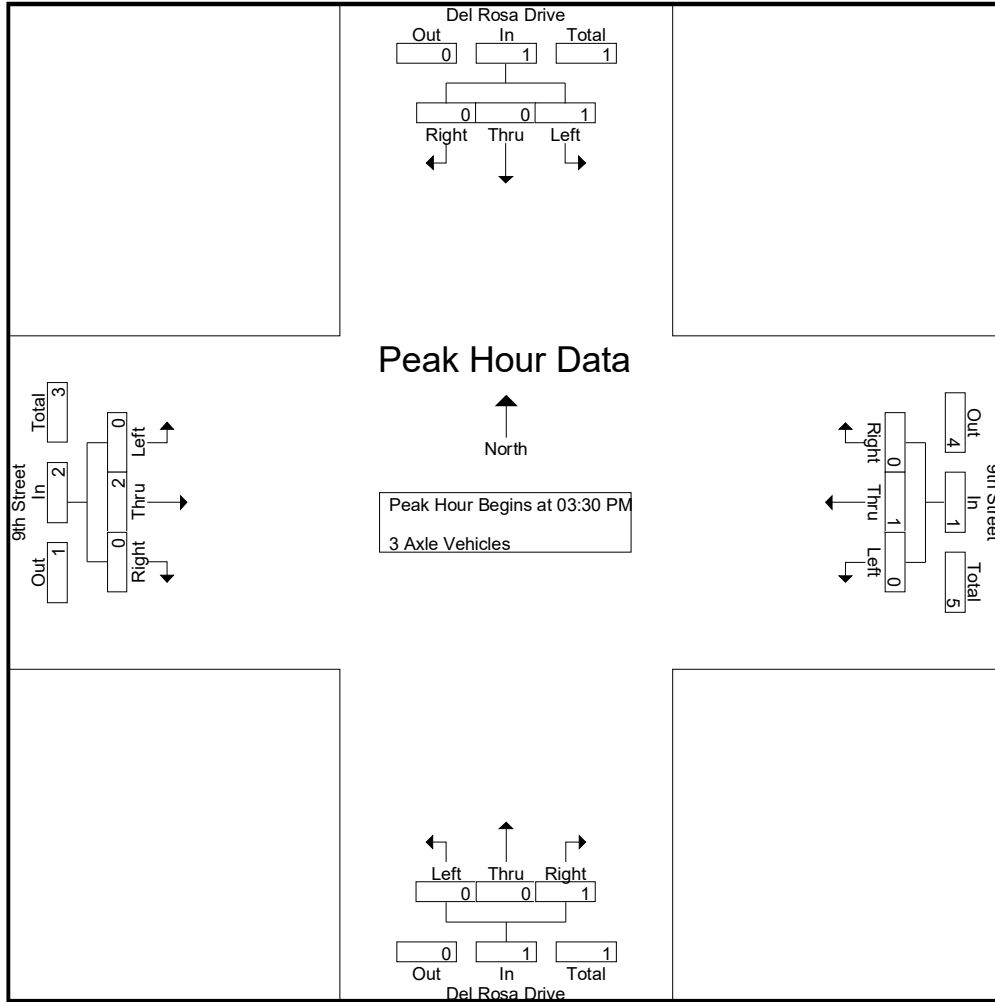 Del Rosa Drive
Out In Total
0 1 1
0 0 1
Right Thru Left
Peak Hour Data
North
Peak Hour Begins at 03:30 PM
3 Axle Vehicles
9th Street
Total In Out
3 2 1
0 2 0
Left Thru Right
9th Street
Out In Total
4 1 5
0 1 0
Right Thru Left
Left Thru Right
0 0 1
0 1 1
Out In Total
Del Rosa Drive